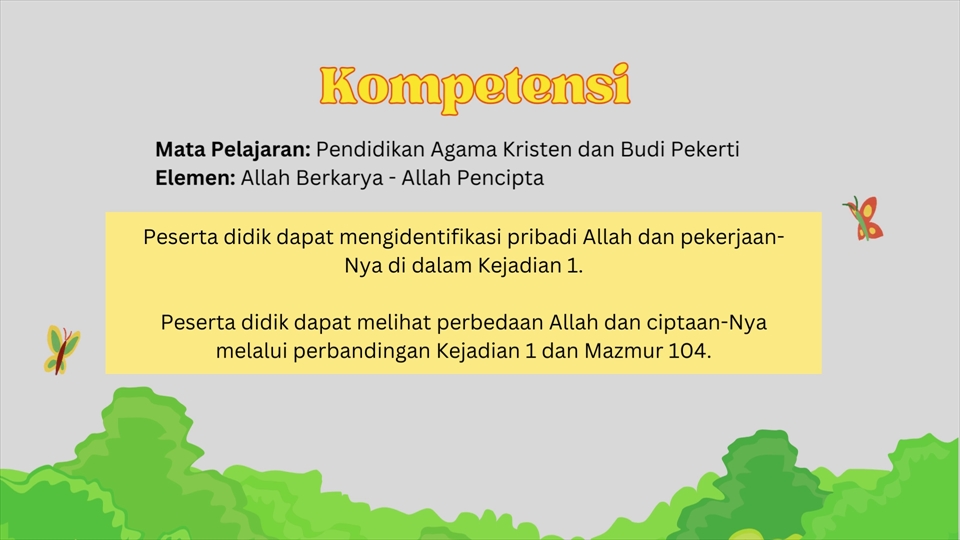 Kompetensi
Mata Pelajaran: Pendidikan Agama Kristen dan Budi Pekerti
Elemen: Allah Berkarya - Allah Pencipta
Peserta didik dapat mengidentifikasi pribadi Allah dan pekerjaan-
Nya di dalam Kejadian 1.
Peserta didik dapat melihat perbedaan Allah dan ciptaan-Nya
melalui perbandingan Kejadian 1 dan Mazmur 104.